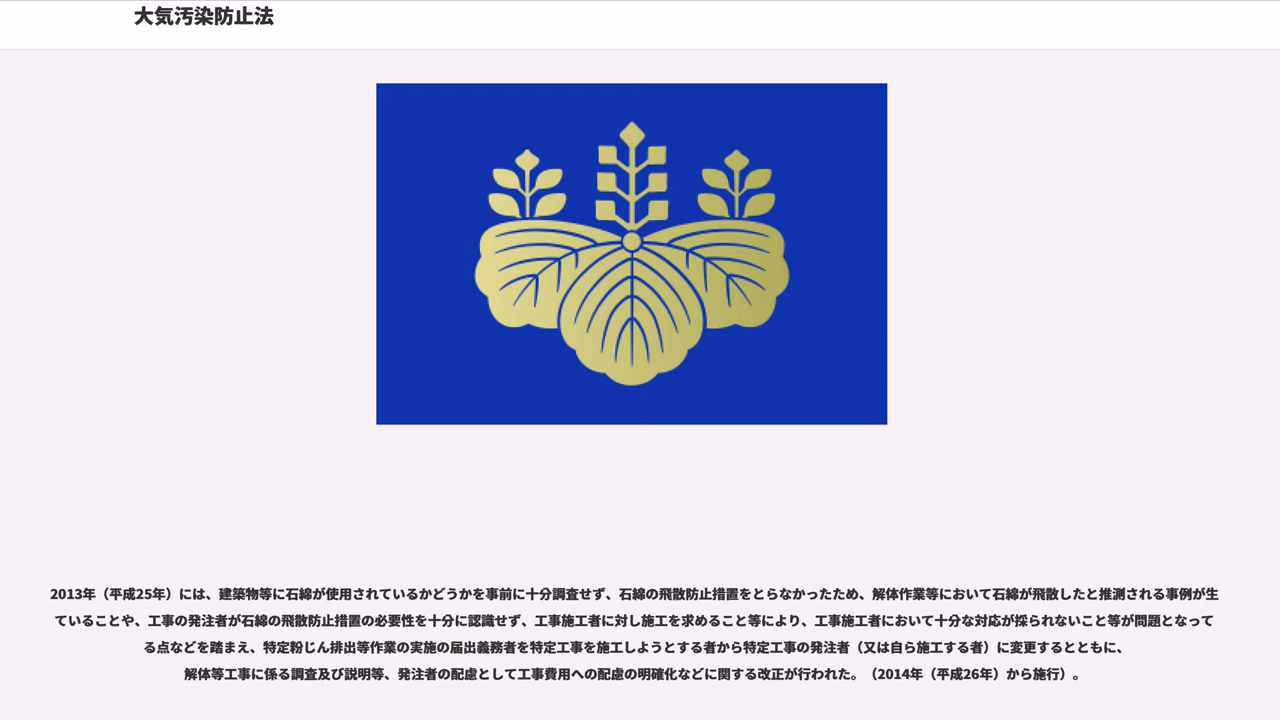 大気汚染防止法
2013年（平成25年）には、建築物等に石綿が使用されているかどうかを事前に十分調査せず、石綿の飛散防止措置をとらなかったため、解体作業等において石綿が飛散したと推測される事例が生
ていることや、工事の発注者が石綿の飛散防止措置の必要性を十分に認識せず、工事施工者に対し施工を求めること等により、工事施工者において十分な対応が採られないこと等が問題となって
る点などを踏まえ、特定粉じん排出等作業の実施の届出義務者を特定工事を施工しようとする者から特定工事の発注者（又は自ら施工する者）に変更するとともに、
解体等工事に係る調査及び説明等、発注者の配慮として工事費用への配慮の明確化などに関する改正が行われた。（2014年（平成26年）から施行）。